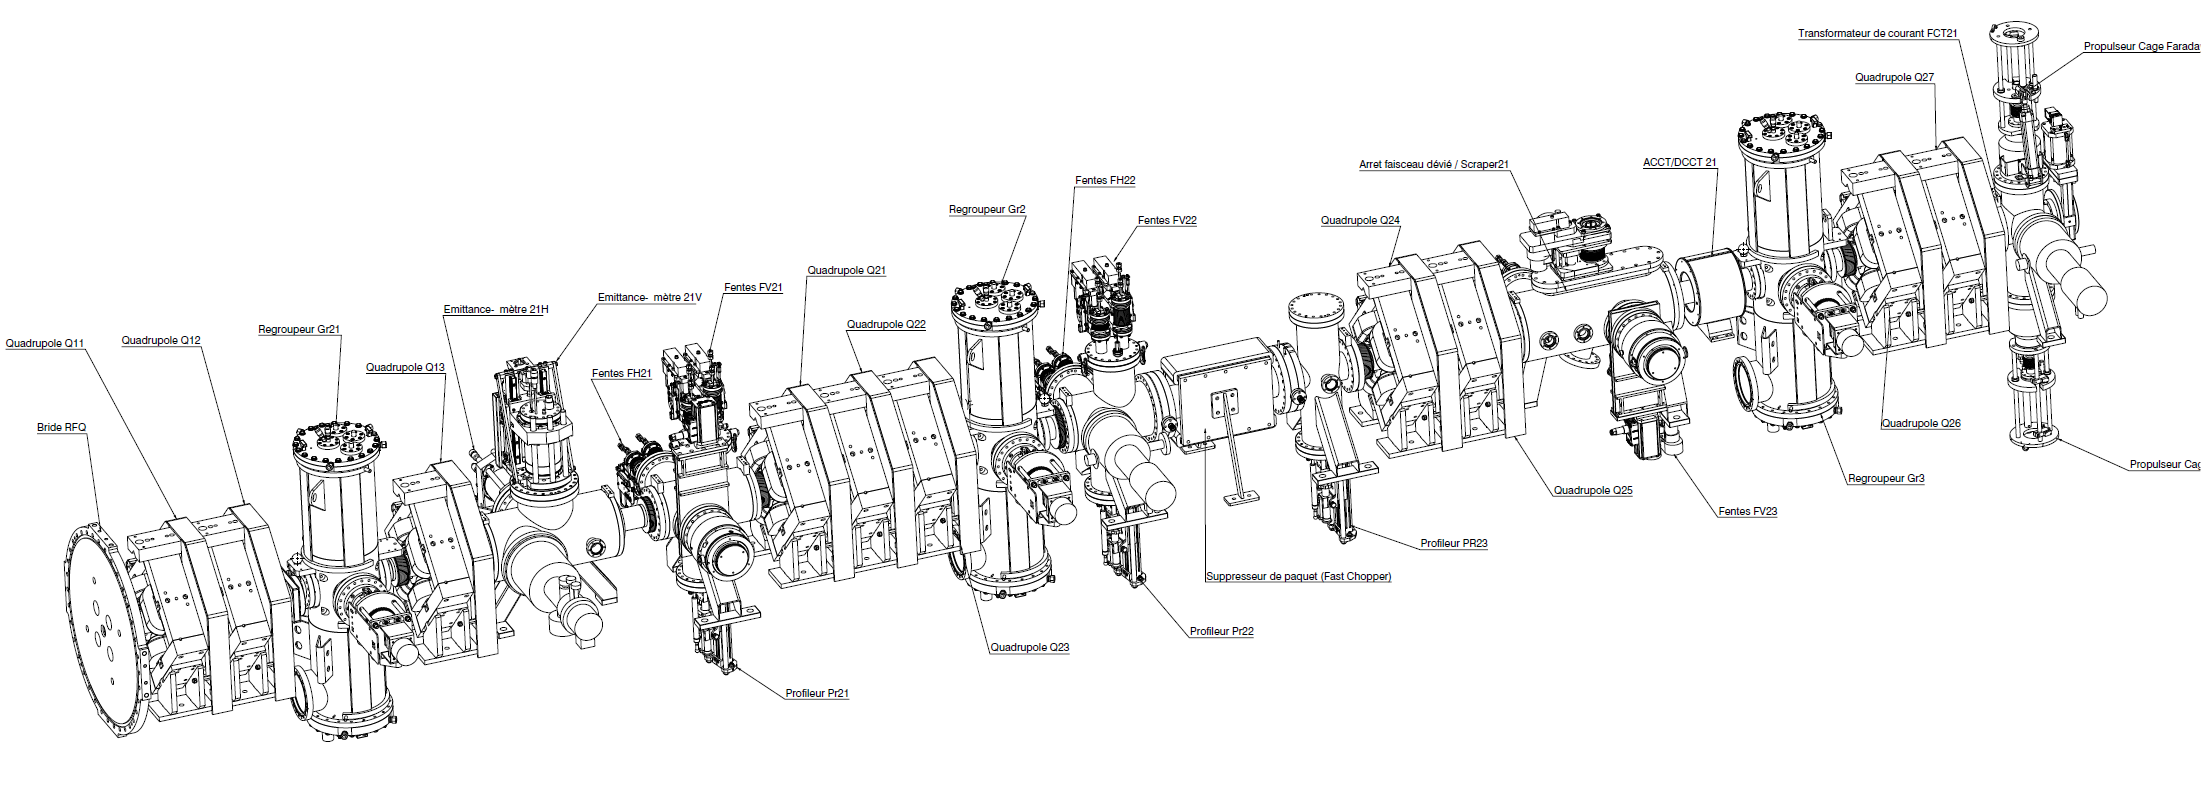 Transformateur de courant FCT21
Propulseur Cage Farada
Quadrupole Q27
Arret faisceau dévié / Scraper21
ACCT/DCCT 21
Fentes FH22
Regroupeur Gr2
Fentes FV22
Quadrupole Q24
Quadrupole Q21
Fentes FV21
Emittance- mètre 21V
Emittance- mètre 21H
Quadrupole Q22
Regroupeur Gr21
Quadrupole Q12
Quadrupole Q11
Quadrupole Q13
Fentes FH21
Bride RFQ
Quadrupole Q26
Propulseur Cag
Regroupeur Gr3
Quadrupole Q25
Fentes FV23
Profileur PR23
Suppresseur de paquet (Fast Chopper)
Profileur Pr22
Quadrupole Q23
Profileur Pr21